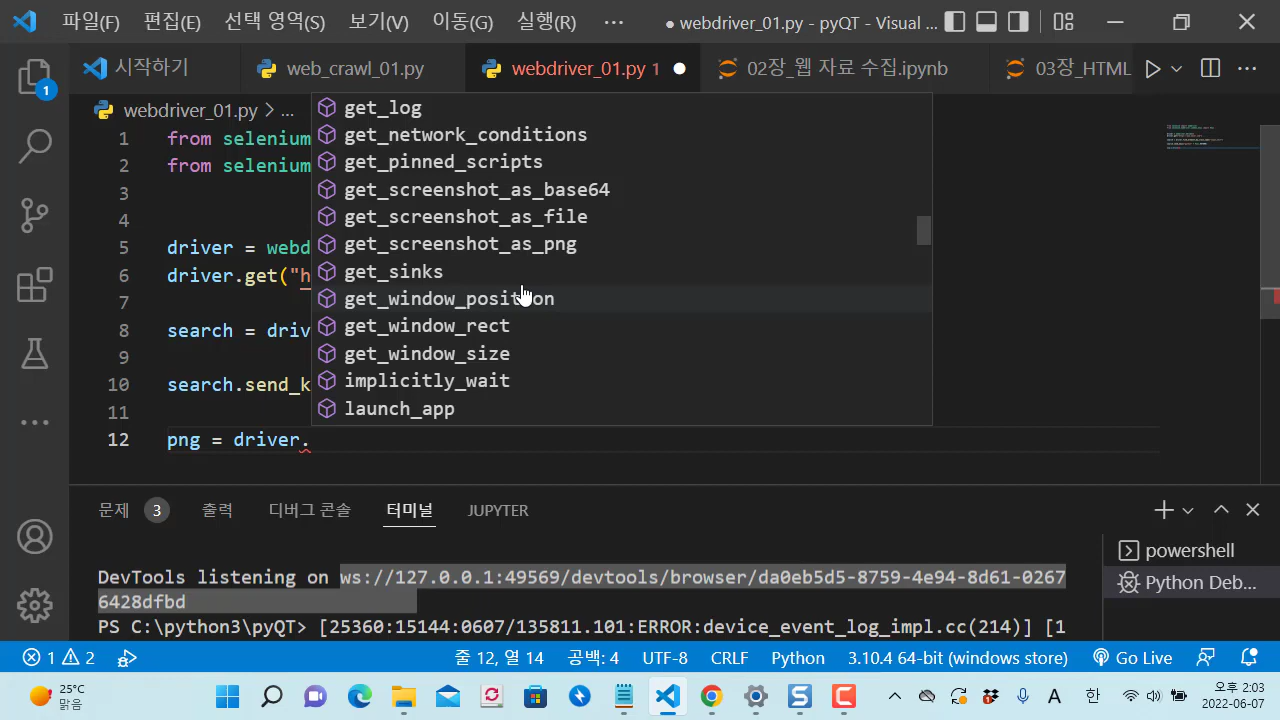 파일(F) 편집(E) 선택 영역(S) 보기(V) 이동(G) 실행(R) ··· ● webdriver_01.py - pyQT - Visual ...
시작하기 web_crawl_01.py webdriver_01.py 1 02장_웹 자료 수집.ipynb 03장_HTML
webdriver_01.py > ...
1 from selenium
2 from selenium
3
4
5 driver = webd
6 driver.get("h
7
8 search = driv
9
10 search.send_k
11
12 png = driver.
get_log
get_network_conditions
get_pinned_scripts
get_screenshot_as_base64
get_screenshot_as_file
get_screenshot_as_png
get_sinks
get_window_position
get_window_rect
get_window_size
implicitly_wait
launch_app
1
문제 3 출력 디버그 콘솔 터미널 JUPYTER
DevTools listening on ws://127.0.0.1:49569/devtools/browser/da0eb5d5-8759-4e94-8d61-0267
6428dfbd
PS C:\python3\pyQT> [25360:15144:0607/135811.101:ERROR:device_event_log_impl.cc(214)] [1
powershell
Python Deb...
1 2 줄 12, 열 14 공백: 4 UTF-8 CRLF Python 3.10.4 64-bit (windows store) Go Live
25°C
맑음
A 한
오후 2:03
2022-06-07